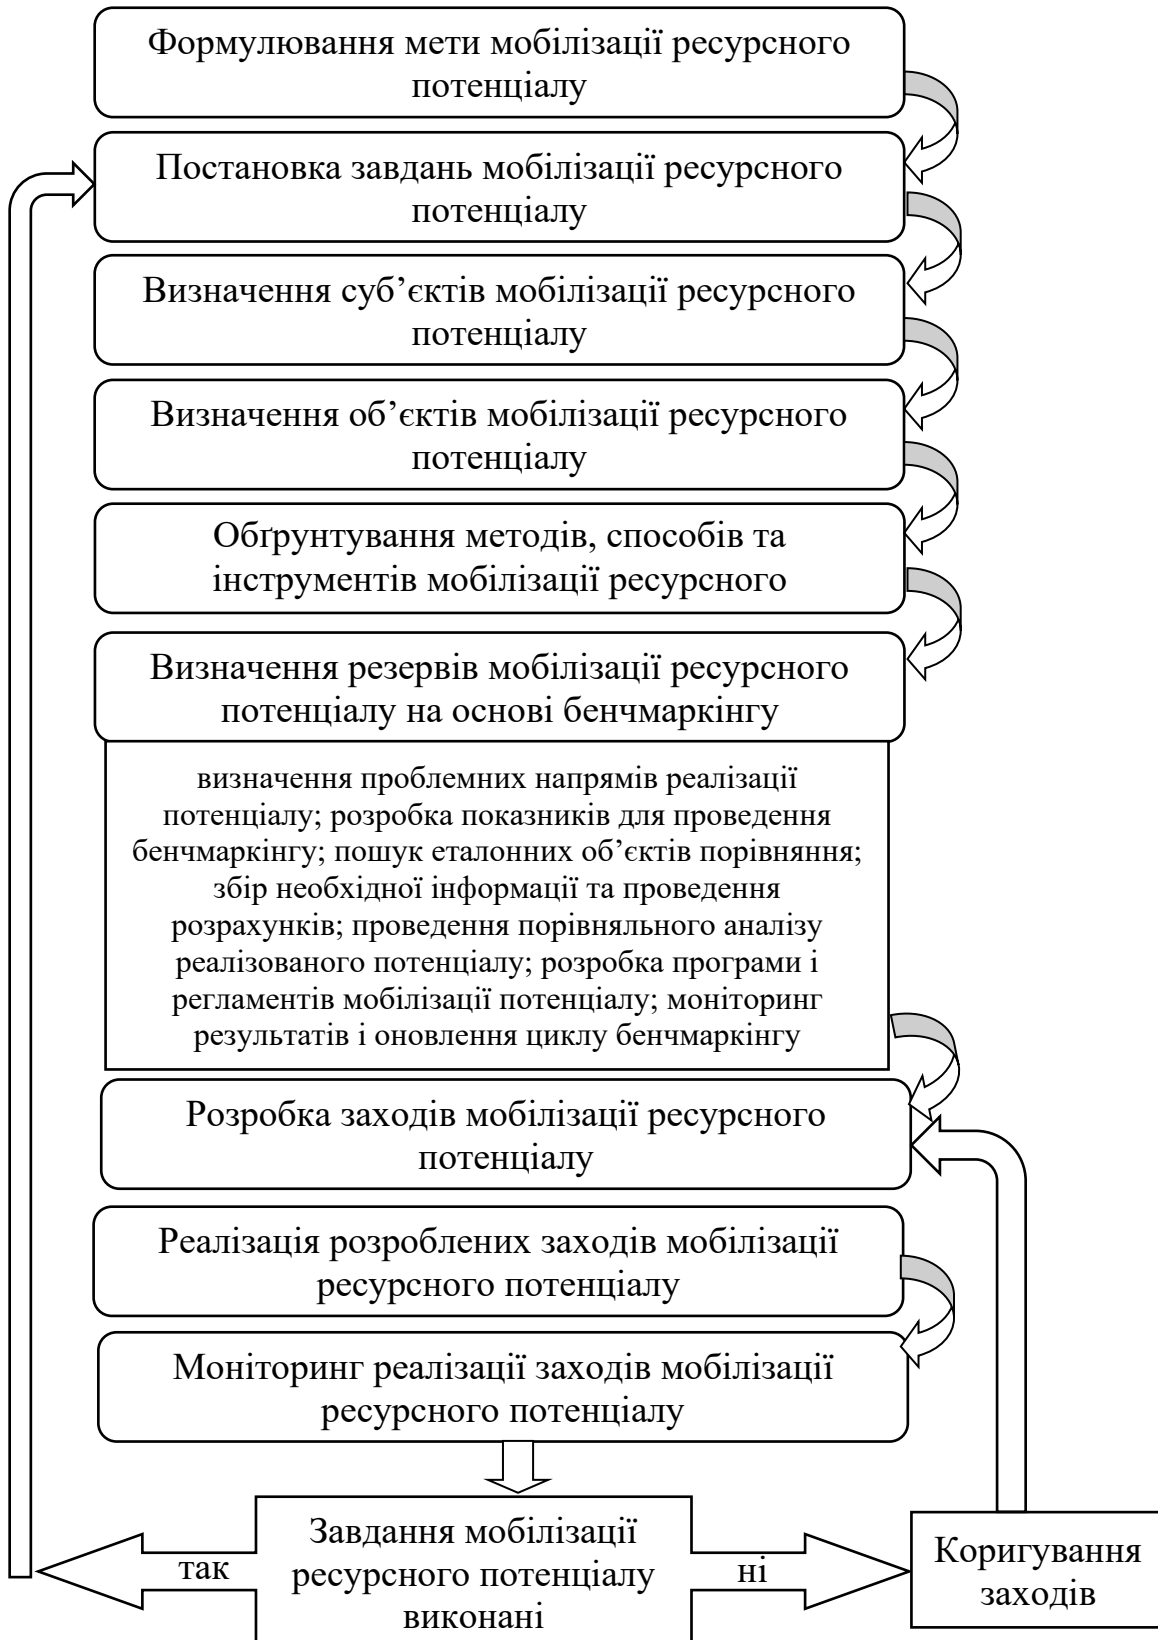 Формулювання мети мобілізації ресурсного
потенціалу
Постановка завдань мобілізації ресурсного
потенціалу
Визначення суб’єктів мобілізації ресурсного
потенціалу
Визначення об’єктів мобілізації ресурсного
потенціалу
Обґрунтування методів, способів та
інструментів мобілізації ресурсного
Визначення резервів мобілізації ресурсного
потенціалу на основі бенчмаркінгу
визначення проблемних напрямів реалізації
потенціалу; розробка показників для проведення
бенчмаркінгу; пошук еталонних об’єктів порівняння;
збір необхідної інформації та проведення
розрахунків; проведення порівняльного аналізу
реалізованого потенціалу; розробка програми і
регламентів мобілізації потенціалу; моніторинг
результатів і оновлення циклу бенчмаркінгу
Розробка заходів мобілізації ресурсного
потенціалу
Реалізація розроблених заходів мобілізації
ресурсного потенціалу
Моніторинг реалізації заходів мобілізації
ресурсного потенціалу
так
Завдання мобілізації
ресурсного потенціалу
виконані
ні
Коригування
заходів